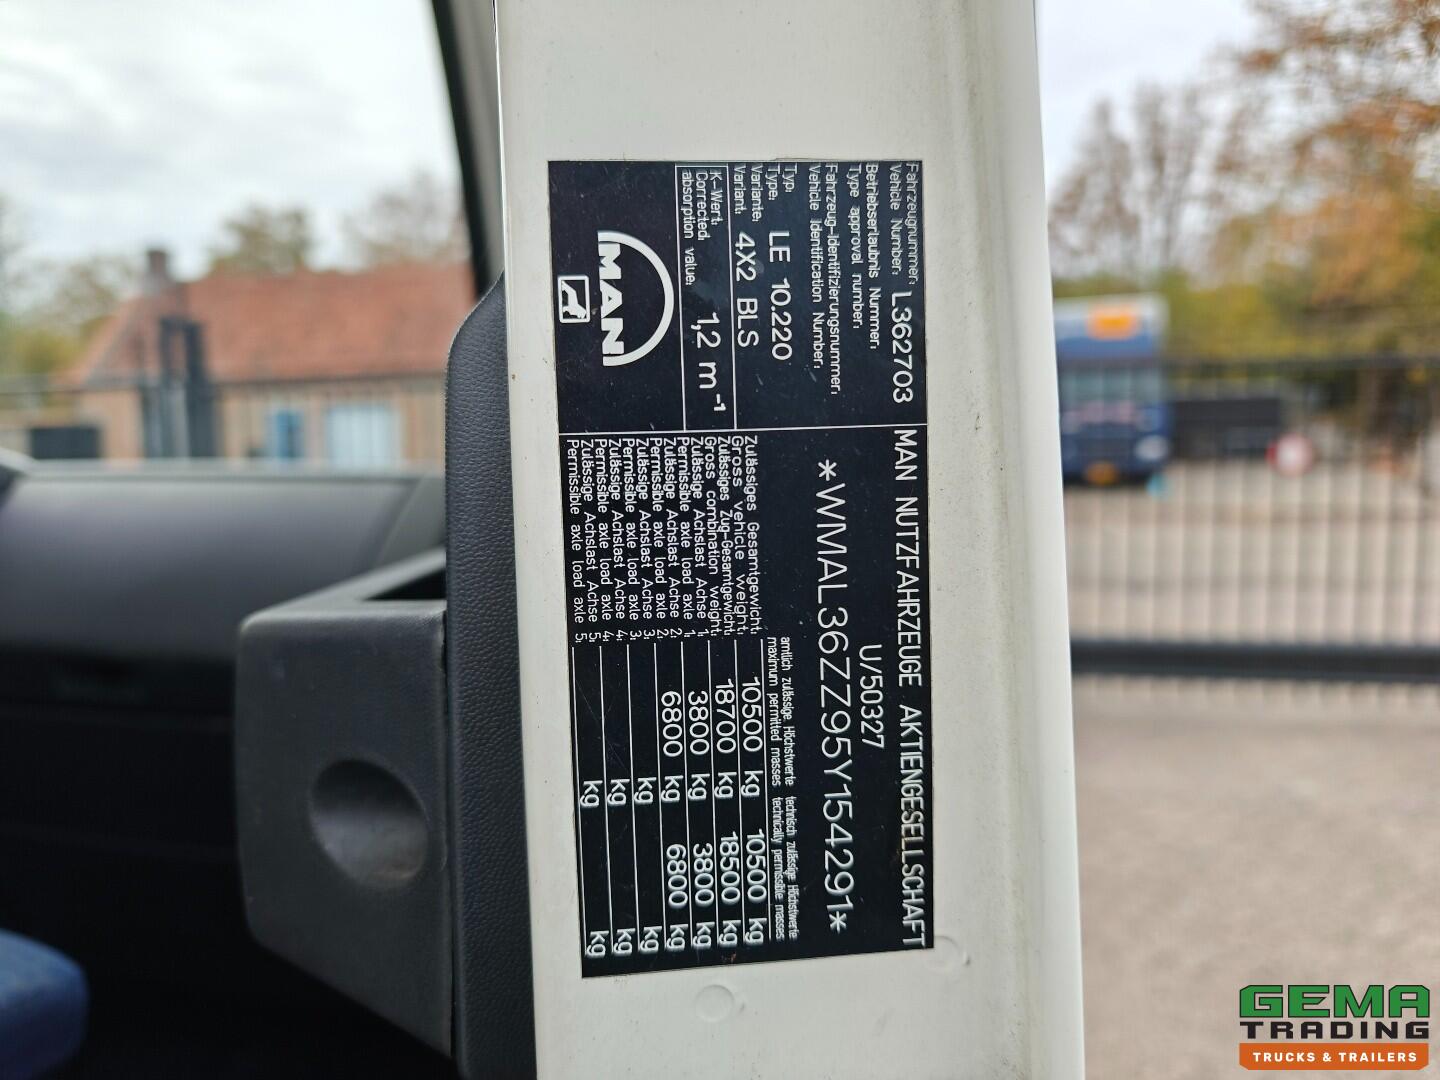 Fahrzeugnummer:
Vehicle Number: L362703
MAN NUTZFAHRZEUGE AKTIENGESELLSCHAFT
Betriebserlaubnis Nummer:
Type approval number: U/50327
Fahrzeug-Identifizierungsnummer:
Vehicle Identification Number:
*WMAL36ZZ95Y154291*
Typ:
Type: LE 10.220
Variante:
Variant: 4X2 BLS
K-Wert:
Corrected
absorption value: 1,2 m⁻¹
MAN
amtlich zulässige Höchstwerte technisch zulässige Höchstwerte
maximum permitted masses technically permissible masses
Zulässiges Gesamtgewicht:
Gross vehicle weight: 10500 kg 10500 kg
Zulässiges Zug-Gesamtgewicht:
Gross combination weight: 18700 kg 18500 kg
Zulässige Achslast Achse 1:
Permissible axle load axle 1: 3800 kg 3800 kg
Zulässige Achslast Achse 2:
Permissible axle load axle 2: 6800 kg 6800 kg
Zulässige Achslast Achse 3:
Permissible axle load axle 3: kg kg
Zulässige Achslast Achse 4:
Permissible axle load axle 4: kg kg
Zulässige Achslast Achse 5:
Permissible axle load axle 5: kg kg
GEMA
TRADING
TRUCKS & TRAILERS